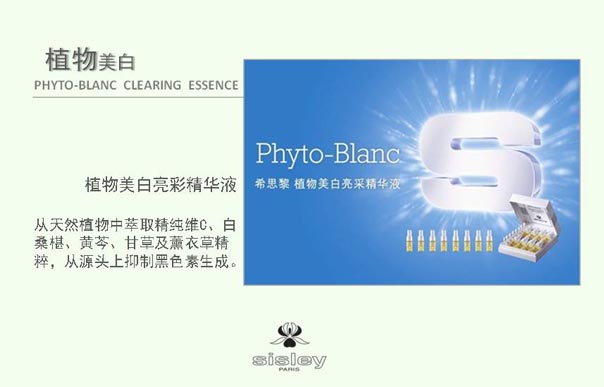 植物美白
PHYTO-BLANC CLEARING ESSENCE
植物美白亮彩精华液
从天然植物中萃取精纯维C、白
桑椹、黄芩、甘草及薰衣草精
粹，从源头上抑制黑色素生成。
S
Phyto-Blanc
希思黎 植物美白亮采精华液
sisley
PARIS